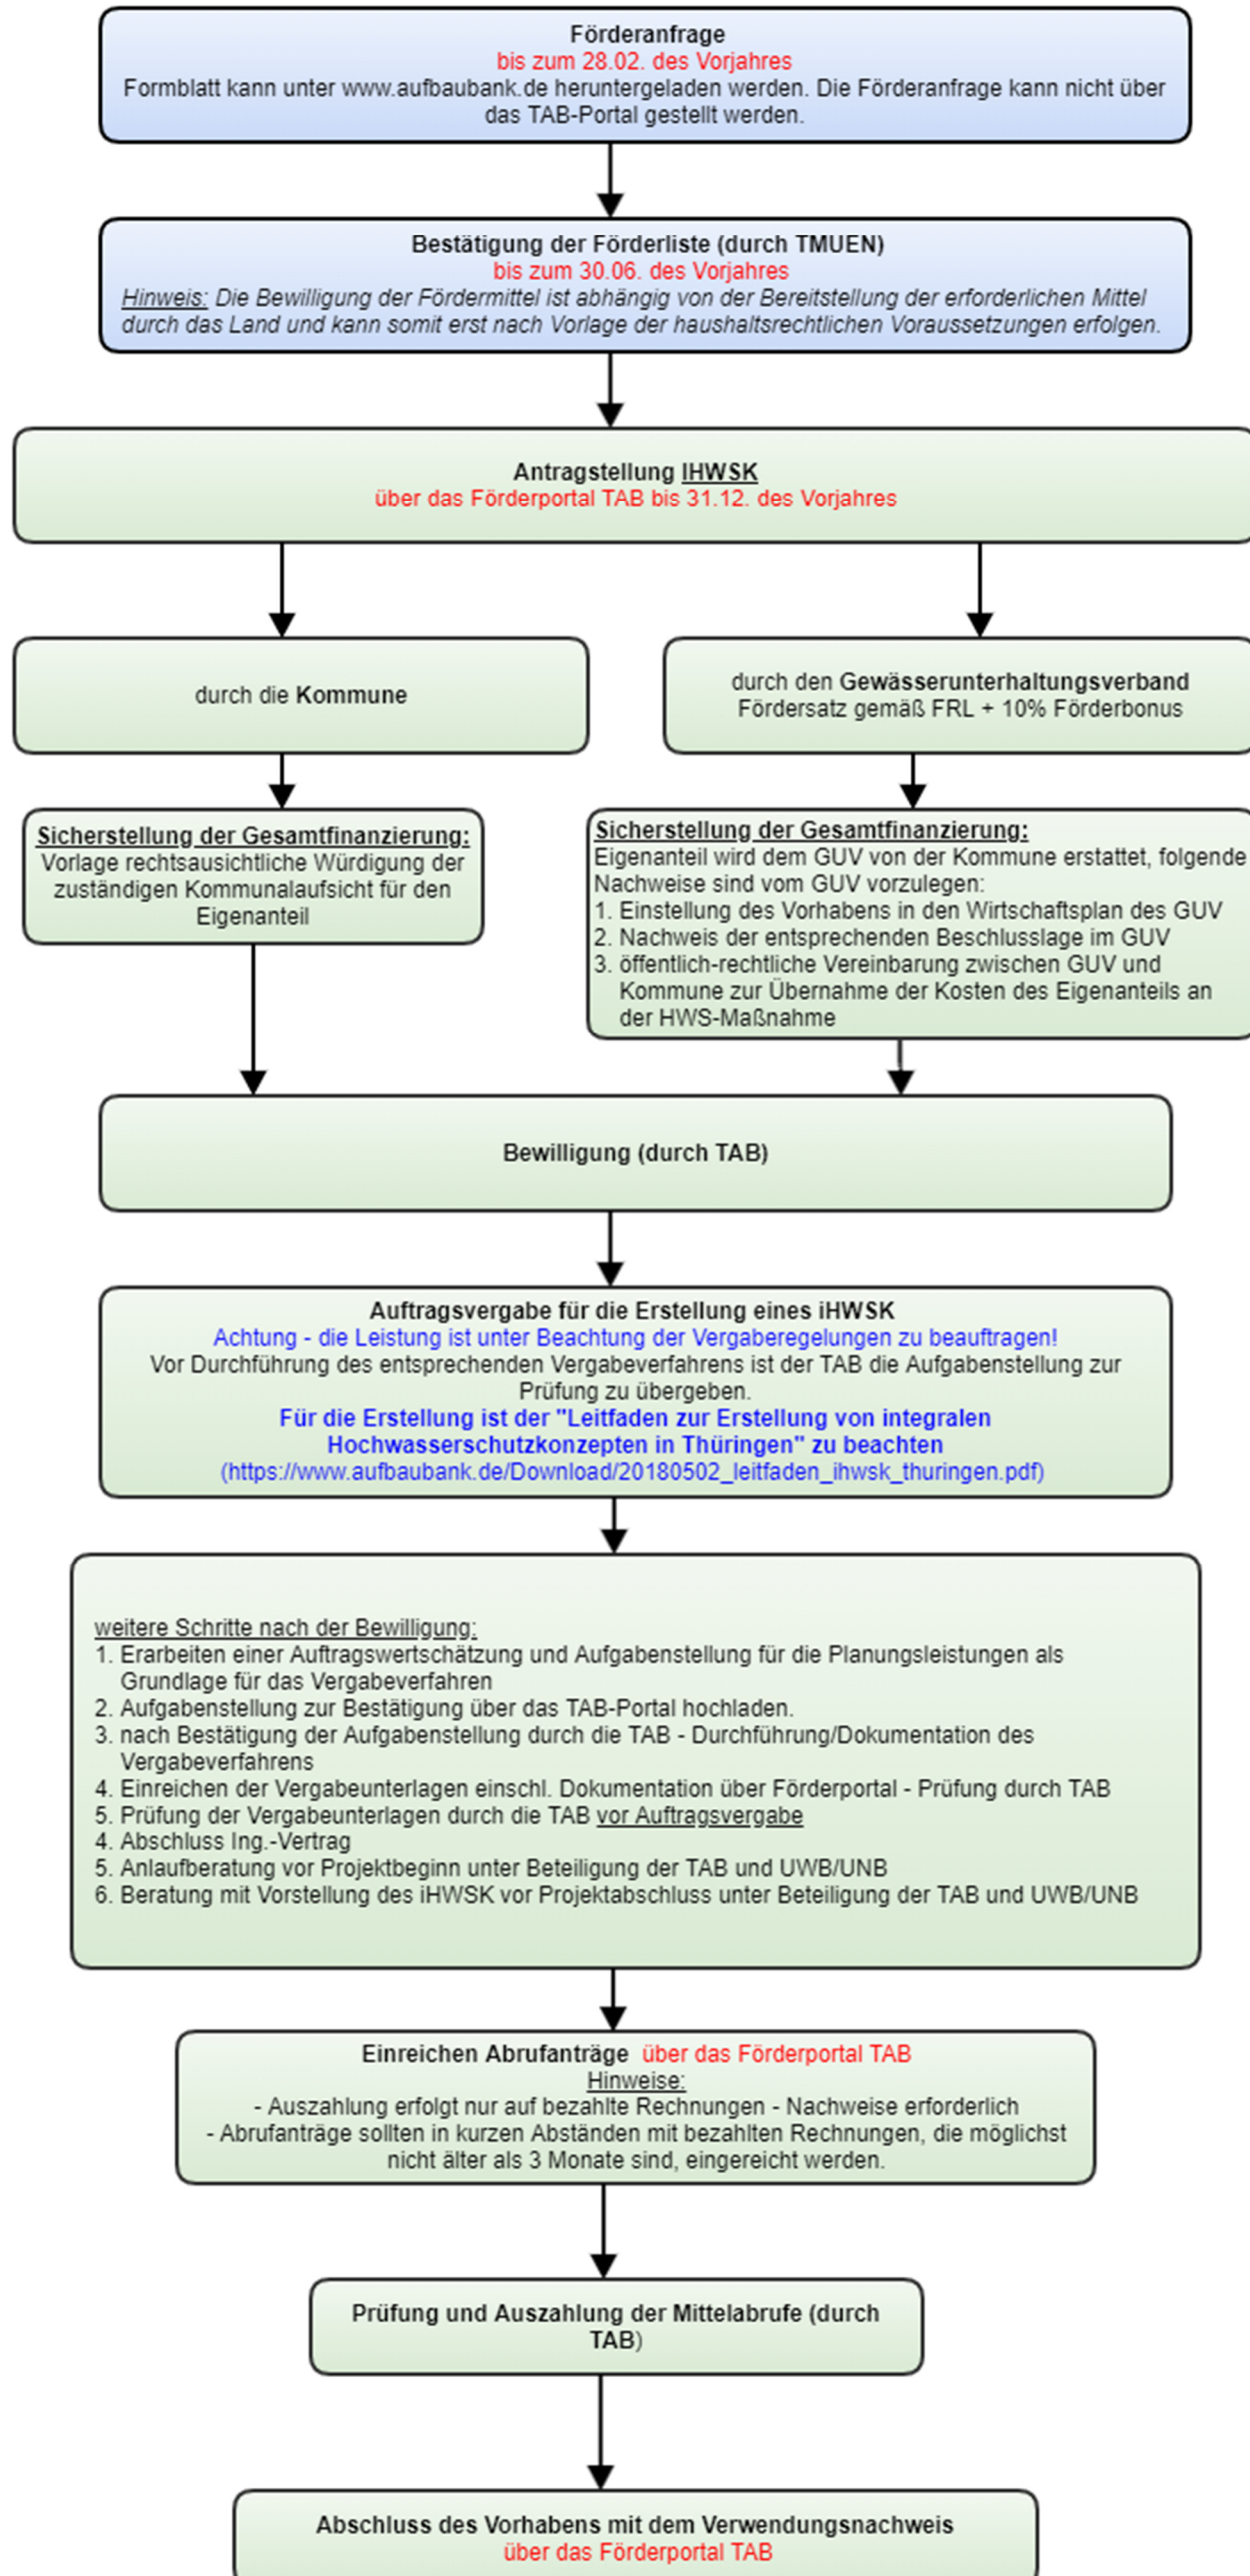 Förderanfrage
bis zum 28.02. des Vorjahres
Formblatt kann unter www.aufbaubank.de heruntergeladen werden. Die Förderanfrage kann nicht über
das TAB-Portal gestellt werden.
Bestätigung der Förderliste (durch TMUEN)
bis zum 30.06. des Vorjahres
Hinweis: Die Bewilligung der Fördermittel ist abhängig von der Bereitstellung der erforderlichen Mittel
durch das Land und kann somit erst nach Vorlage der haushaltsrechtlichen Voraussetzungen erfolgen.
Antragstellung IHWSK
über das Förderportal TAB bis 31.12. des Vorjahres
durch die Kommune
durch den Gewässerunterhaltungsverband
Fördersatz gemäß FRL + 10% Förderbonus
Sicherstellung der Gesamtfinanzierung:
Vorlage rechtsausichtliche Würdigung der
zuständigen Kommunalaufsicht für den
Eigenanteil
Sicherstellung der Gesamtfinanzierung:
Eigenanteil wird dem GUV von der Kommune erstattet, folgende
Nachweise sind vom GUV vorzulegen:
1. Einstellung des Vorhabens in den Wirtschaftsplan des GUV
2. Nachweis der entsprechenden Beschlusslage im GUV
3. öffentlich-rechtliche Vereinbarung zwischen GUV und
Kommune zur Übernahme der Kosten des Eigenanteils an
der HWS-Maßnahme
Bewilligung (durch TAB)
Auftragsvergabe für die Erstellung eines iHWSK
Achtung - die Leistung ist unter Beachtung der Vergaberegelungen zu beauftragen!
Vor Durchführung des entsprechenden Vergabeverfahrens ist der TAB die Aufgabenstellung zur
Prüfung zu übergeben.
Für die Erstellung ist der "Leitfaden zur Erstellung von integralen
Hochwasserschutzkonzepten in Thüringen" zu beachten
(https://www.aufbaubank.de/Download/20180502_leitfaden_ihwsk_thuringen.pdf)
weitere Schritte nach der Bewilligung:
1. Erarbeiten einer Auftragswertschätzung und Aufgabenstellung für die Planungsleistungen als
Grundlage für das Vergabeverfahren
2. Aufgabenstellung zur Bestätigung über das TAB-Portal hochladen.
3. nach Bestätigung der Aufgabenstellung durch die TAB - Durchführung/Dokumentation des
Vergabeverfahrens
4. Einreichen der Vergabeunterlagen einschl. Dokumentation über Förderportal - Prüfung durch TAB
5. Prüfung der Vergabeunterlagen durch die TAB vor Auftragsvergabe
4. Abschluss Ing.-Vertrag
5. Anlaufberatung vor Projektbeginn unter Beteiligung der TAB und UWB/UNB
6. Beratung mit Vorstellung des iHWSK vor Projektabschluss unter Beteiligung der TAB und UWB/UNB
Einreichen Abrufanträge über das Förderportal TAB
Hinweise:
- Auszahlung erfolgt nur auf bezahlte Rechnungen - Nachweise erforderlich
- Abrufanträge sollten in kurzen Abständen mit bezahlten Rechnungen, die möglichst
nicht älter als 3 Monate sind, eingereicht werden.
Prüfung und Auszahlung der Mittelabrufe (durch
TAB)
Abschluss des Vorhabens mit dem Verwendungsnachweis
über das Förderportal TAB